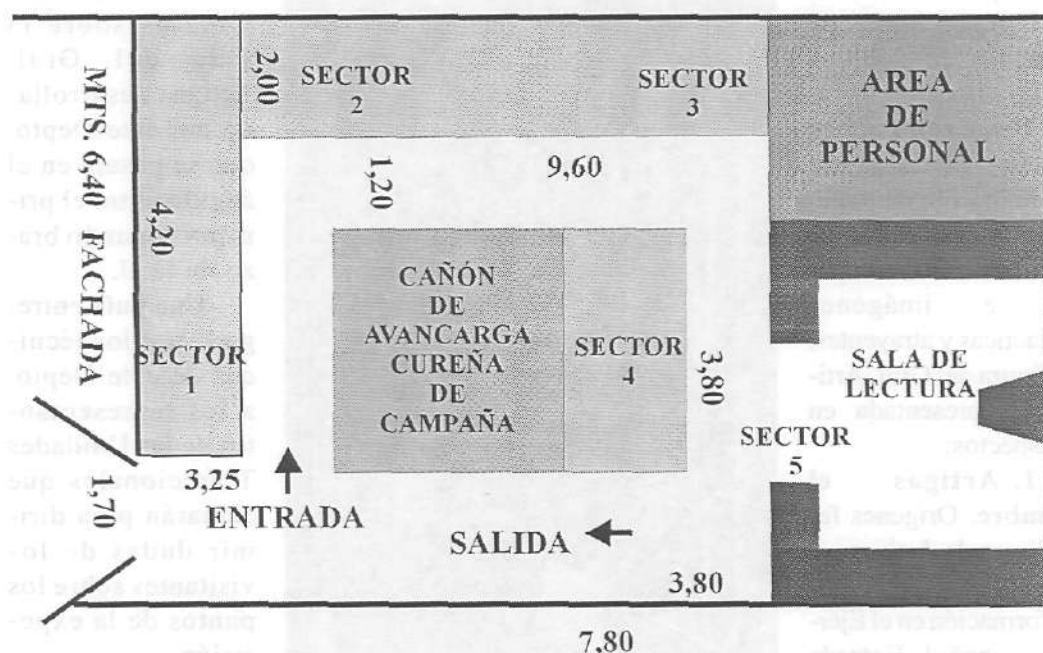 MTS. 6,40 FACHADA
4,20
2,00
SECTOR
2
SECTOR
3
AREA
DE
PERSONAL
1,20
9,60
CAÑÓN
DE
AVANCARGA
CUREÑA
DE
CAMPAÑA
SECTOR
4
3,80
SECTOR
1
SALA DE
LECTURA
SECTOR
5
3,25
1,70
ENTRADA
SALIDA
3,80
7,80